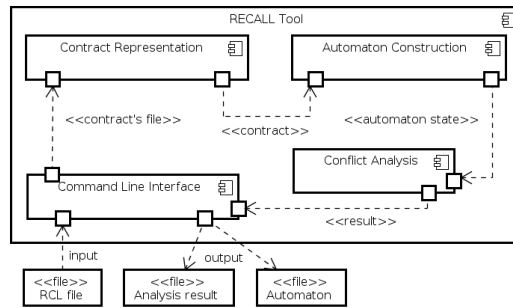 RECALL Tool
Contract Representation
Automaton Construction
<<contract's file>>
<<contract>>
<<automaton state>>
Conflict Analysis
Command Line Interface
<<result>>
input
output
<<file>>
RCL file
<<file>>
Analysis result
<<file>>
Automaton